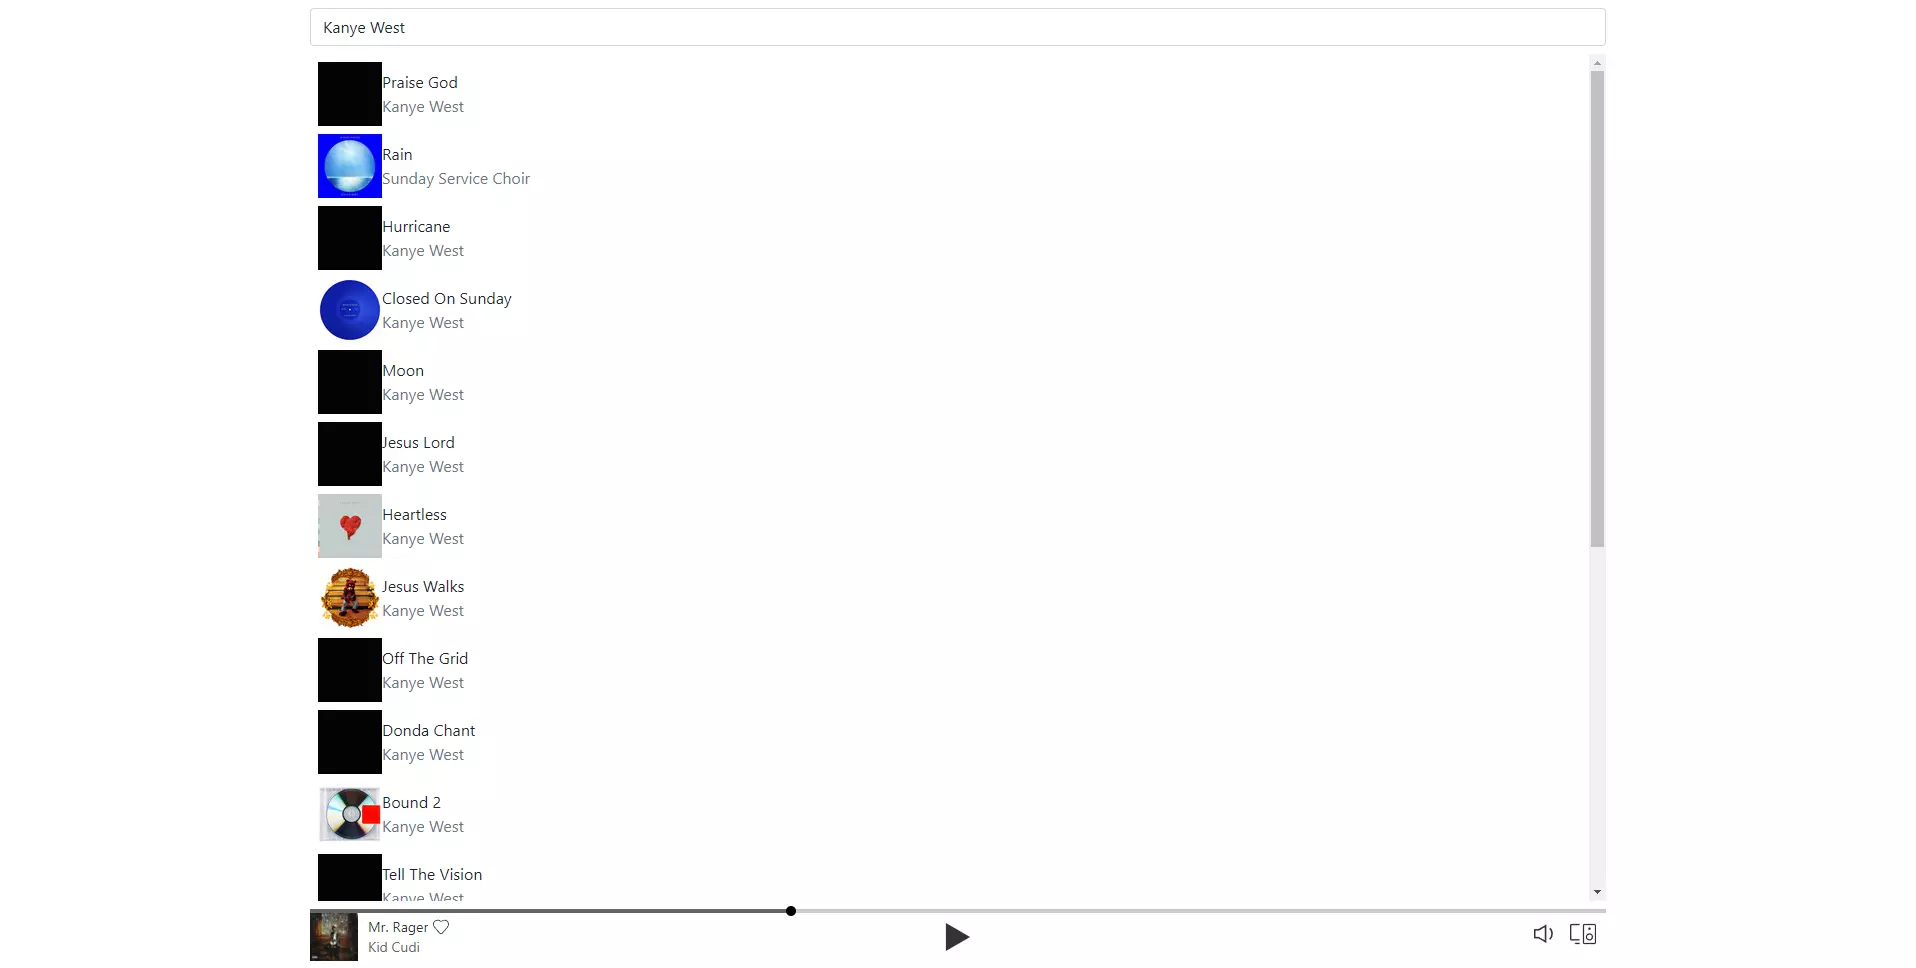 Kanye West
Praise God
Kanye West
Rain
Sunday Service Choir
Hurricane
Kanye West
Closed On Sunday
Kanye West
Moon
Kanye West
Jesus Lord
Kanye West
Heartless
Kanye West
Jesus Walks
Kanye West
Off The Grid
Kanye West
Donda Chant
Kanye West
Bound 2
Kanye West
Tell The Vision
Kanye West
Mr. Rager
Kid Cudi